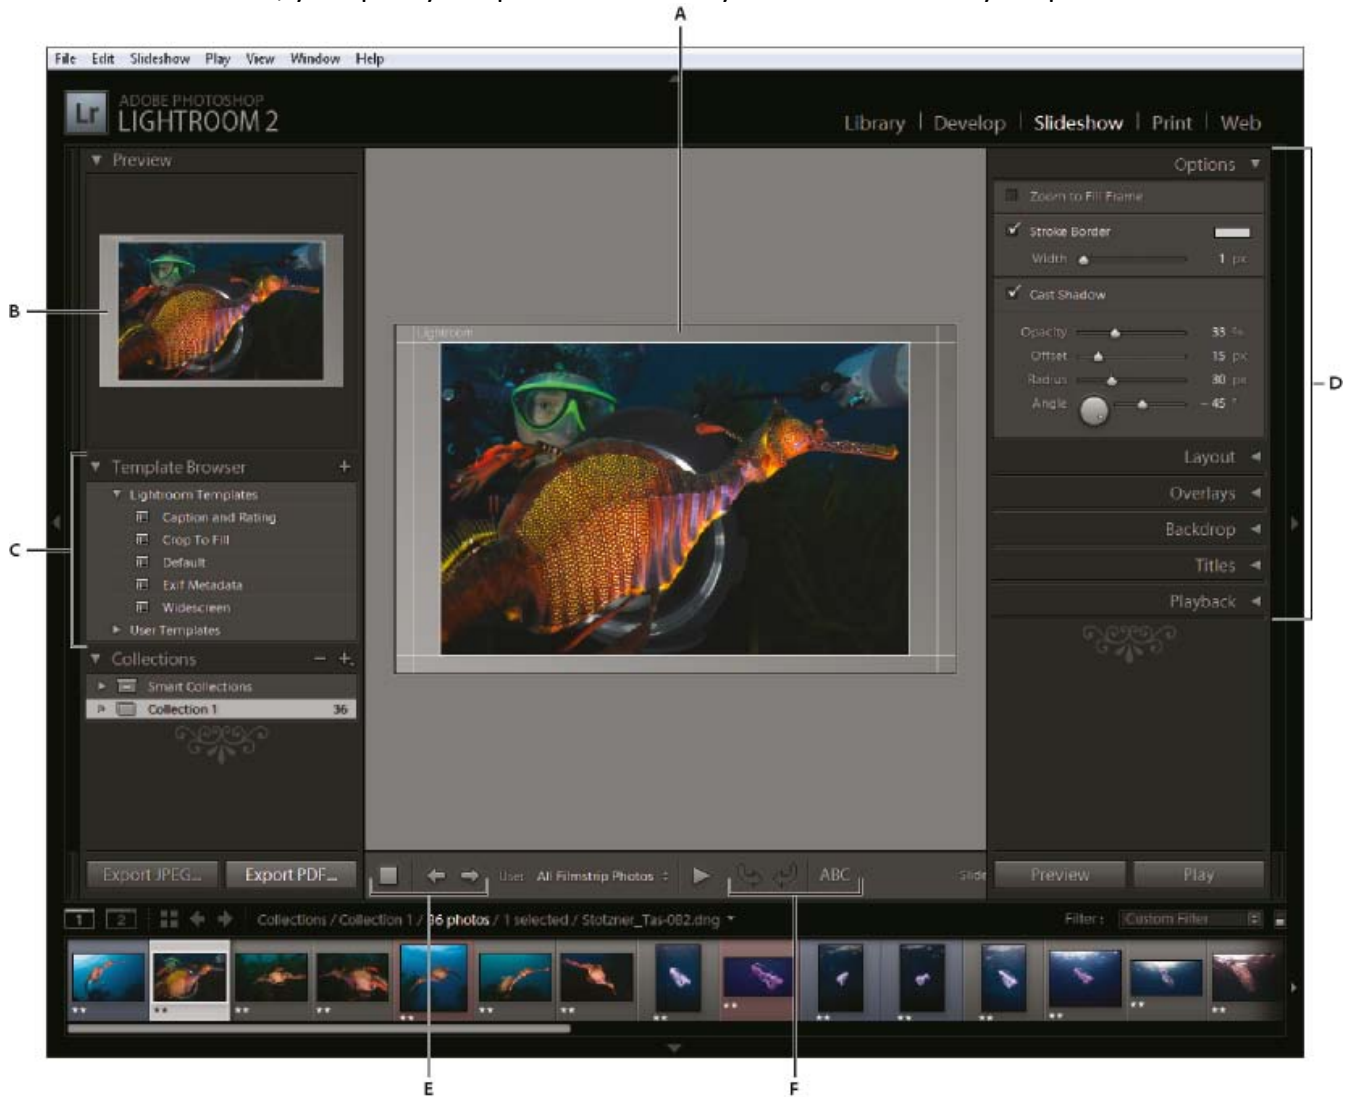 A
File Edit Slideshow Play View Window Help
Lr ADOBE PHOTOSHOP
LIGHTROOM 2
Library | Develop | Slideshow | Print | Web
Preview
Options
Zoom to Fill Frame
Stroke Border
Width 1 px
B
Cast Shadow
Lightroom
Opacity 33 %
Offset 15 px
Radius 30 px
Angle -45 °
D
Template Browser +
Layout
Lightroom Templates
Overlays
Caption and Rating
Backdrop
Crop To Fill
C
Default
Titles
Exif Metadata
Widescreen
Playback
User Templates
Collections - +
Smart Collections
Collection 1 36
Export JPEG... Export PDF... Use: All Filmstrip Photos ABC Slide Preview Play
1 2 Collections / Collection 1 / 36 photos / 1 selected / Stotzner_Tas-082.dng Filter: Custom Filter
E F